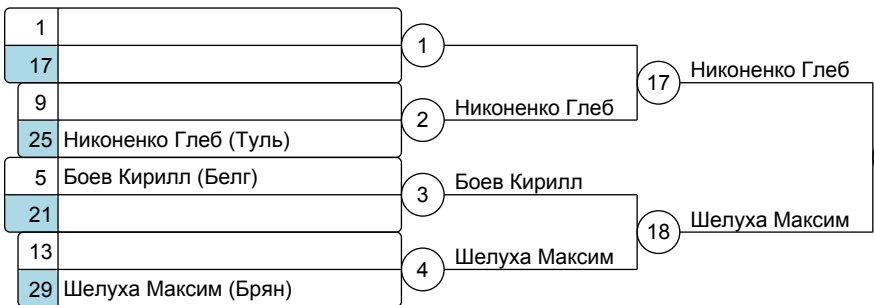 1
17
1
9
25 Никоненко Глеб (Туль)
2
Никоненко Глеб
17
Никоненко Глеб
5 Боев Кирилл (Белг)
21
3
Боев Кирилл
13
29 Шелуха Максим (Брян)
4
Шелуха Максим
18
Шелуха Максим